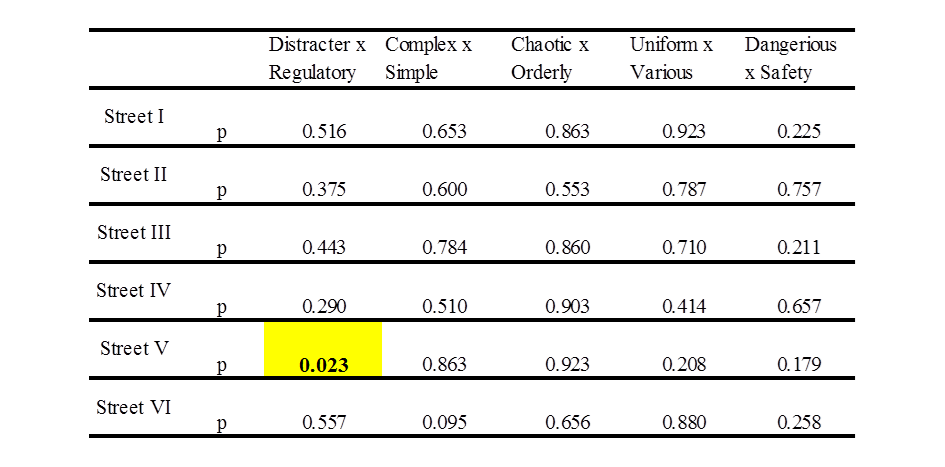 Distracter x Complex x Chaotic x Uniform x Dangerious
Regulatory Simple Orderly Various x Safety
Street I
p 0.516 0.653 0.863 0.923 0.225
Street II
p 0.375 0.600 0.553 0.787 0.757
Street III
p 0.443 0.784 0.860 0.710 0.211
Street IV
p 0.290 0.510 0.903 0.414 0.657
Street V
p 0.023 0.863 0.923 0.208 0.179
Street VI
p 0.557 0.095 0.656 0.880 0.258